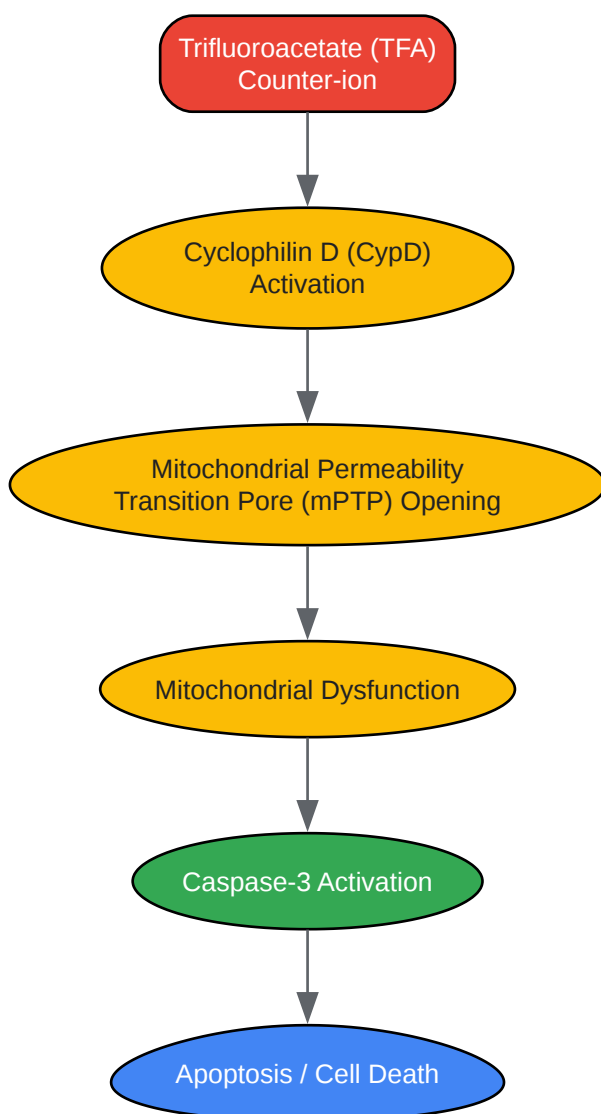 Trifluoroacetate (TFA)
Counter-ion
Cyclophilin D (CypD)
Activation
Mitochondrial Permeability
Transition Pore (mPTP) Opening
Mitochondrial Dysfunction
Caspase-3 Activation
Apoptosis / Cell Death